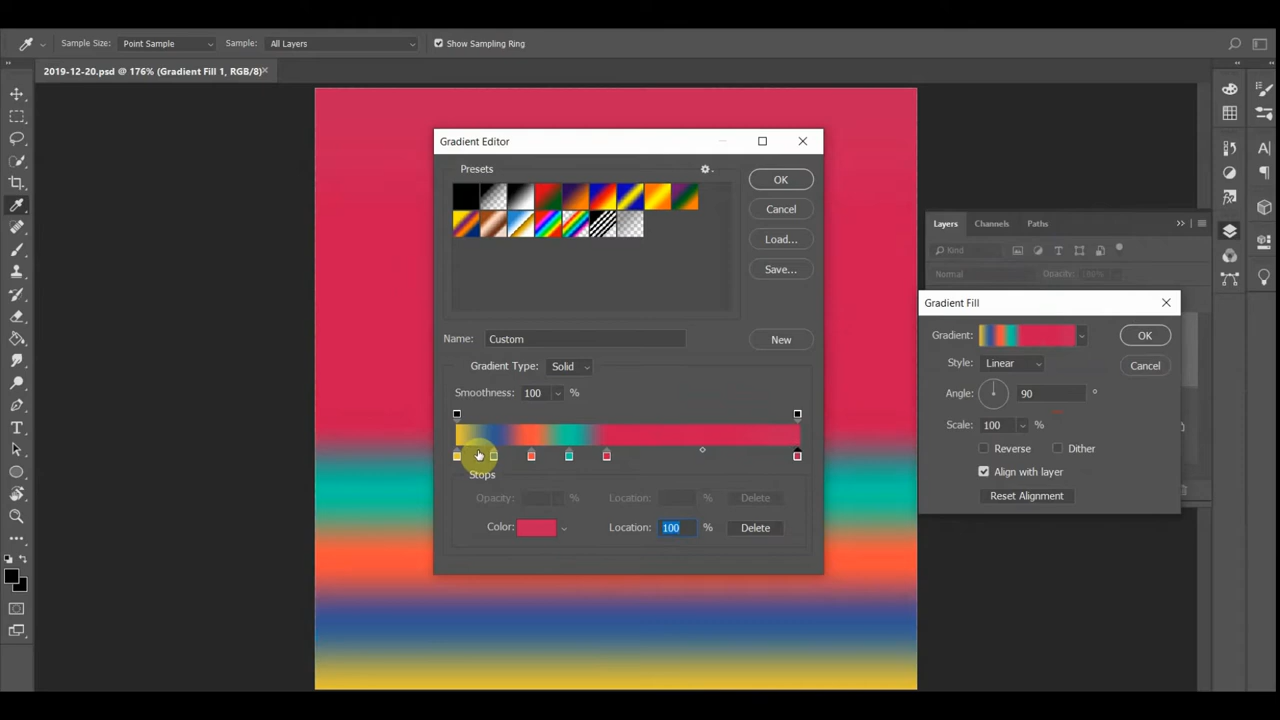 Sample Size: Point Sample Sample: All Layers Show Sampling Ring
2019-12-20.psd @ 176% (Gradient Fill 1, RGB/8)
Gradient Editor
Presets
OK
Cancel
Load...
Save...
Name: Custom New
Gradient Type: Solid
Smoothness: 100 %
Stops
Opacity: % Location: % Delete
Color: Location: 100 % Delete
Layers Channels Paths
Kind
Normal Opacity: 100%
Gradient Fill
Gradient: OK
Style: Linear Cancel
Angle: 90 °
Scale: 100 %
Reverse Dither
Align with layer
Reset Alignment